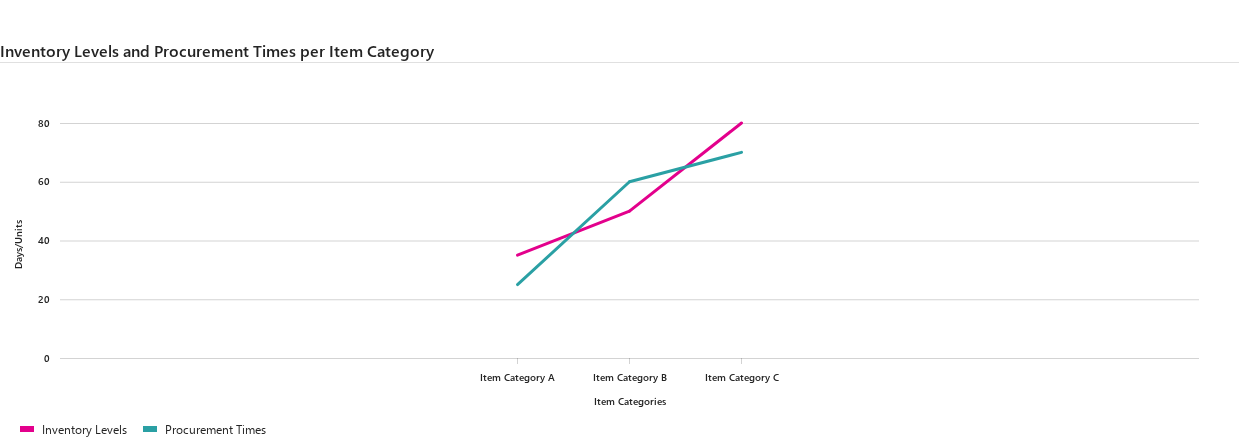 Inventory Levels and Procurement Times per Item Category
80
60
40
20
0
Days/Units
Item Category A
Item Category B
Item Category C
Item Categories
Inventory Levels
Procurement Times